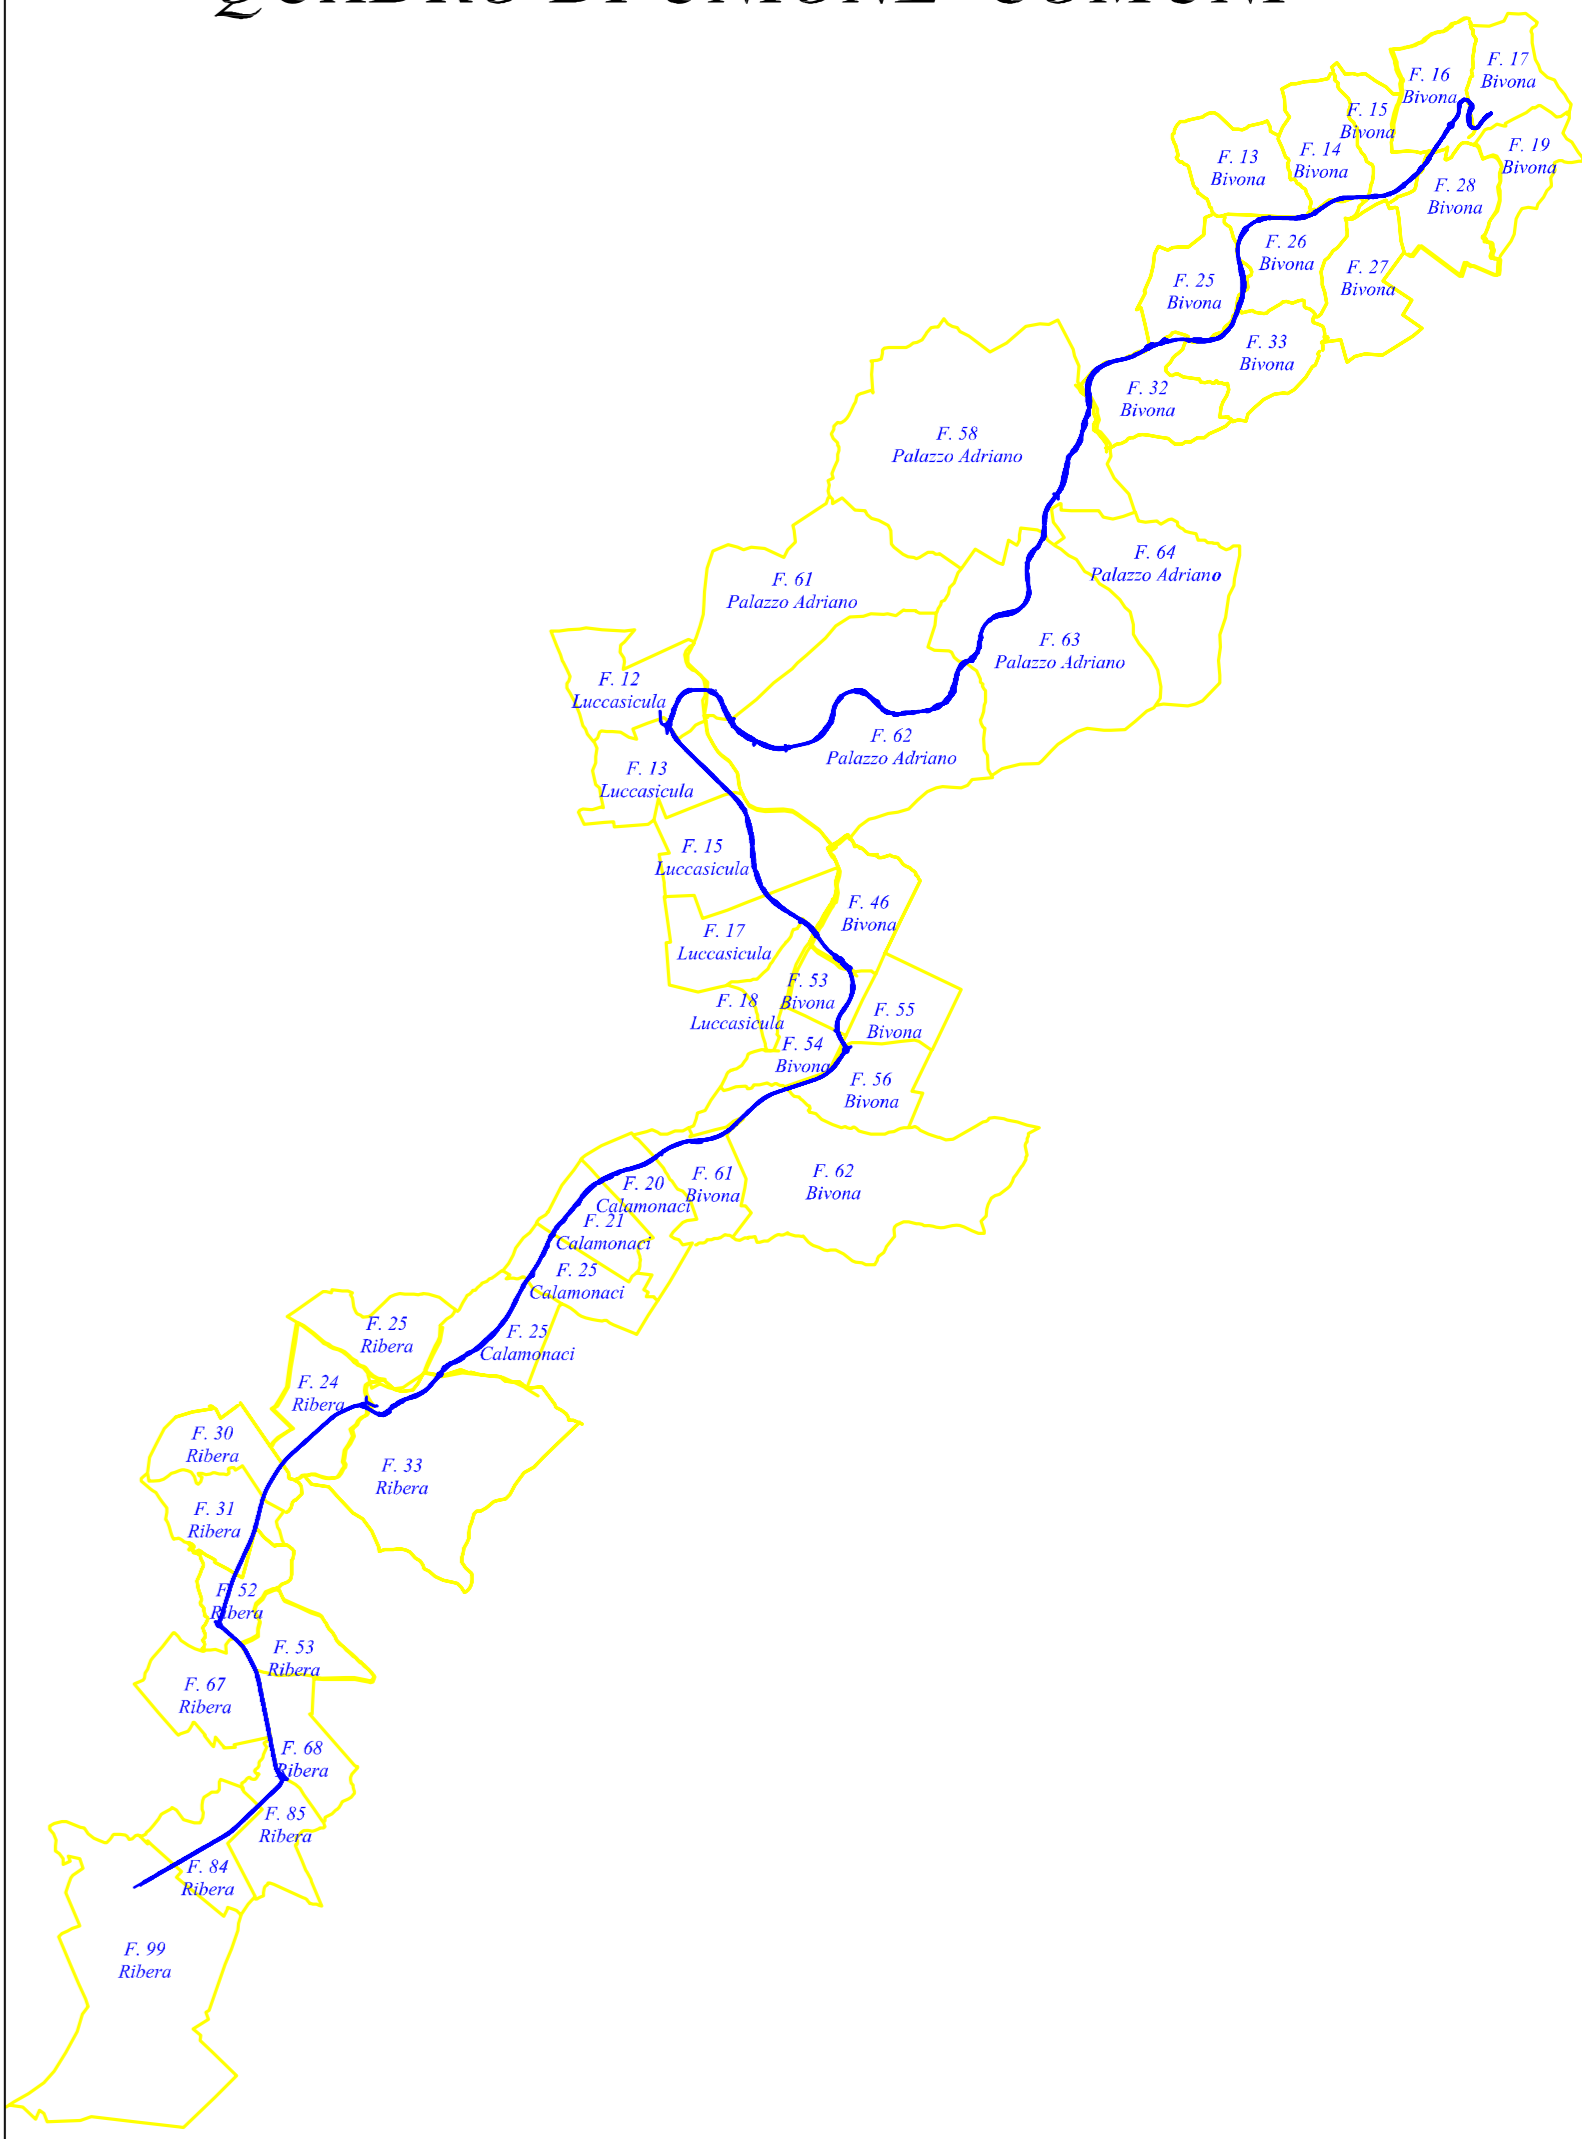 QUADRO DI UNIONE COMUNI
F. 17
Bivona
F. 16
Bivona
F. 15
Bivona
F. 14
Bivona
F. 19
Bivona
F. 13
Bivona
F. 28
Bivona
F. 26
Bivona
F. 27
Bivona
F. 25
Bivona
F. 33
Bivona
F. 32
Bivona
F. 58
Palazzo Adriano
F. 64
Palazzo Adriano
F. 61
Palazzo Adriano
F. 63
Palazzo Adriano
F. 12
Luccasicula
F. 62
Palazzo Adriano
F. 13
Luccasicula
F. 15
Luccasicula
F. 46
Bivona
F. 17
Luccasicula
F. 53
Bivona
F. 18
Luccasicula
F. 55
Bivona
F. 54
Bivona
F. 56
Bivona
F. 62
Bivona
F. 61
Bivona
F. 20
Calamonaci
F. 21
Calamonaci
F. 25
Calamonaci
F. 25
Ribera
F. 25
Calamonaci
F. 24
Ribera
F. 30
Ribera
F. 33
Ribera
F. 31
Ribera
F. 52
Ribera
F. 53
Ribera
F. 67
Ribera
F. 68
Ribera
F. 85
Ribera
F. 84
Ribera
F. 99
Ribera